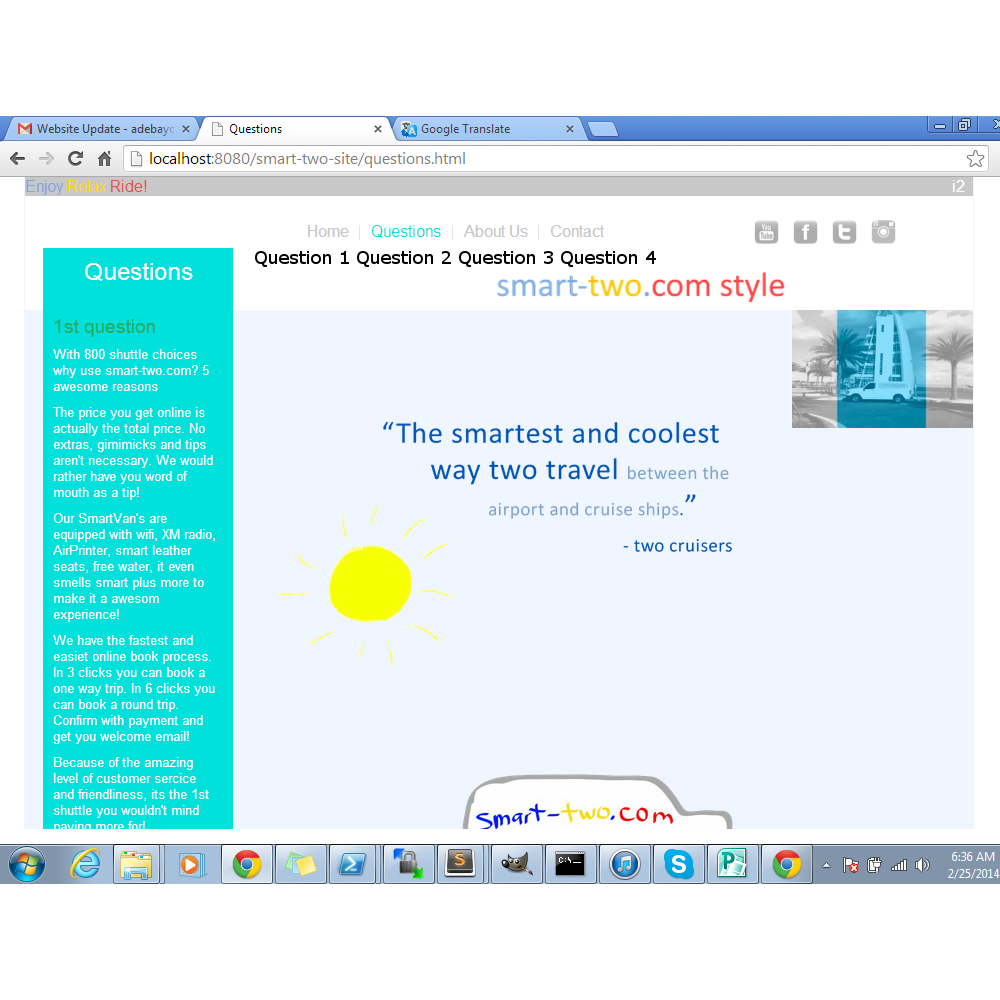 Website Update - adebayo
Questions
Google Translate
localhost:8080/smart-two-site/questions.html
Enjoy Relax Ride!
i2
Home
Questions
About Us
Contact
You Tube
Question 1 Question 2 Question 3 Question 4
smart-two.com style
Questions
1st question
With 800 shuttle choices
why use smart-two.com? 5
awesome reasons
The price you get online is
actually the total price. No
extras, gimimicks and tips
aren't necessary. We would
rather have you word of
mouth as a tip!
Our SmartVan's are
equipped with wifi, XM radio,
AirPrinter, smart leather
seats, free water, it even
smells smart plus more to
make it a awesom
experience!
We have the fastest and
easiet online book process.
In 3 clicks you can book a
one way trip. In 6 clicks you
can book a round trip.
Confirm with payment and
get you welcome email!
Because of the amazing
level of customer sercice
and friendliness, its the 1st
shuttle you wouldn't mind
paying more for!
“The smartest and coolest
way two travel between the
airport and cruise ships.”
- two cruisers
Smart-two.com
6:36 AM
2/25/2014